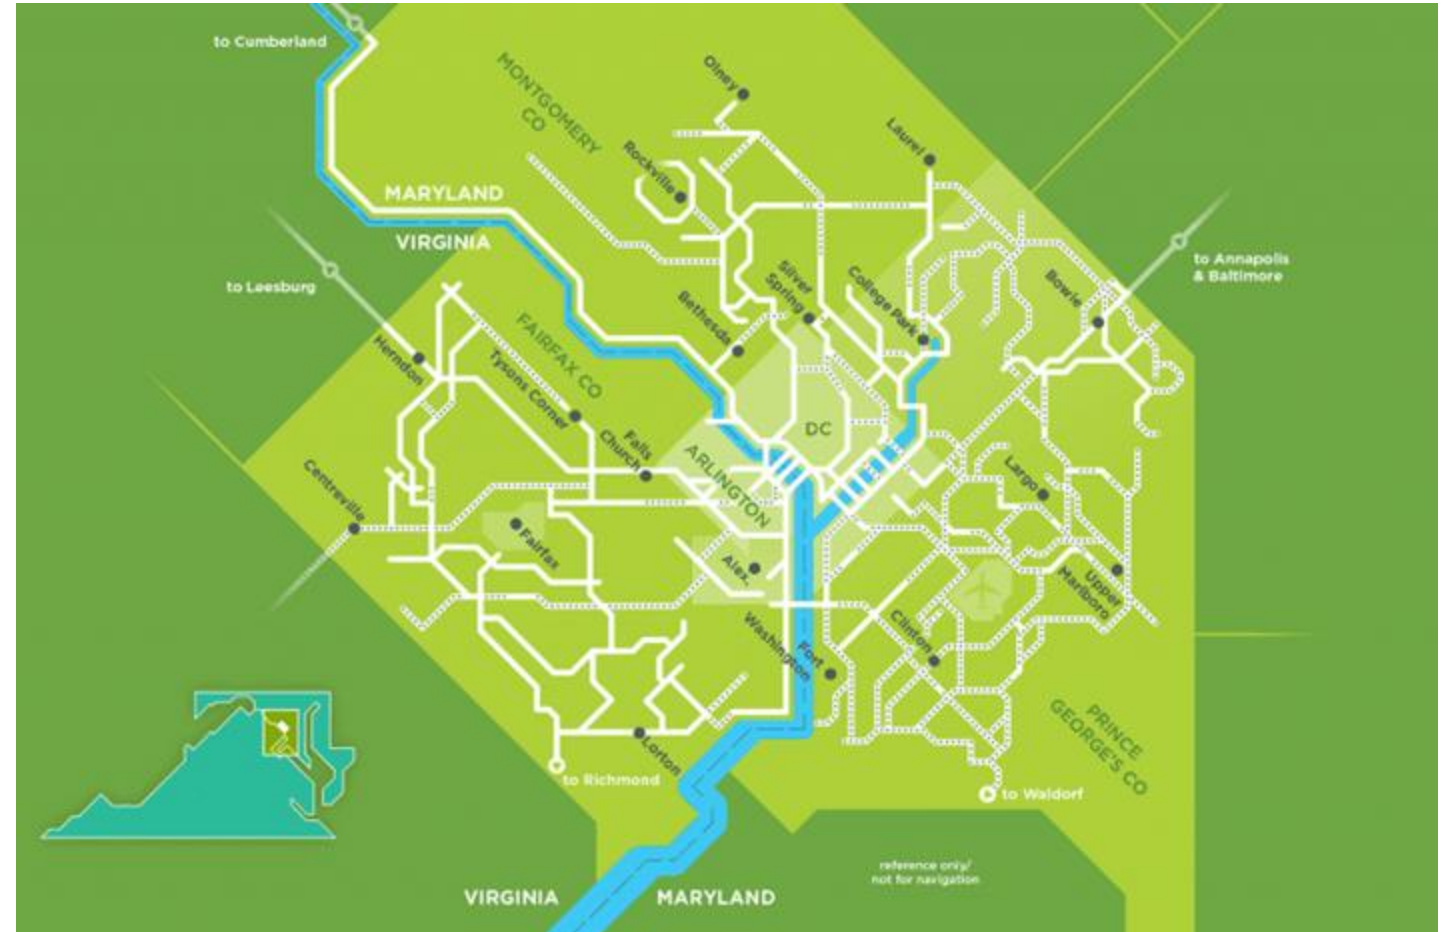 to Cumberland
MONTGOMERY
CO
Olney
Rockville
Laurel
MARYLAND
VIRGINIA
to Leesburg
to Annapolis
& Baltimore
Bowie
Silver
Spring
College Park
Bethesda
FAIRFAX CO
Herndon
Tysons Corner
Falls
Church
DC
ARLINGTON
Centreville
Fairfax
Alex.
Largo
Upper
Marlboro
Clinton
Fort
Washington
PRINCE
GEORGE'S CO
Lorton
to Richmond
to Waldorf
reference only/
not for navigation
VIRGINIA
MARYLAND